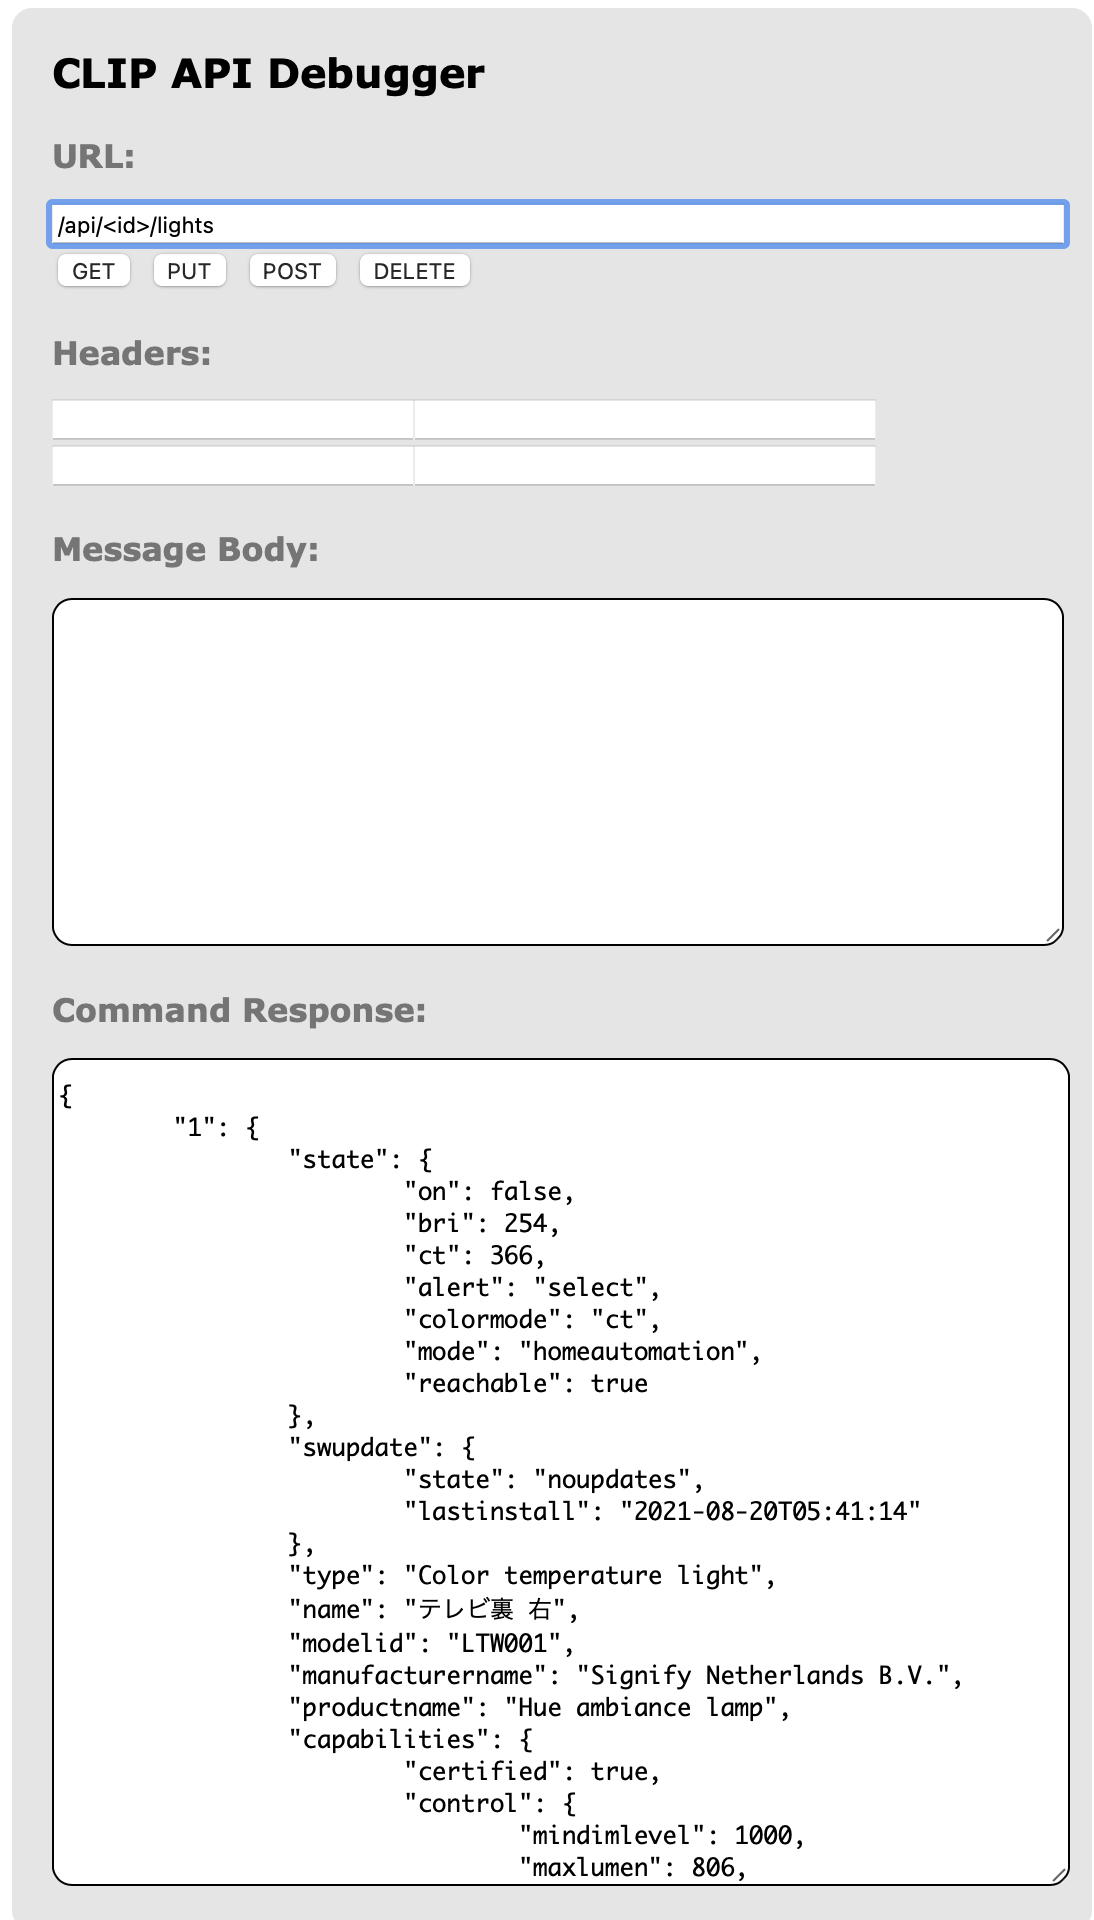 CLIP API Debugger
URL:
/api/<id>/lights
GET PUT POST DELETE
Headers:
Message Body:
Command Response:
{
"1": {
"state": {
"on": false,
"bri": 254,
"ct": 366,
"alert": "select",
"colormode": "ct",
"mode": "homeautomation",
"reachable": true
},
"swupdate": {
"state": "noupdates",
"lastinstall": "2021-08-20T05:41:14"
},
"type": "Color temperature light",
"name": "テレビ裏 右",
"modelid": "LTW001",
"manufacturername": "Signify Netherlands B.V.",
"productname": "Hue ambiance lamp",
"capabilities": {
"certified": true,
"control": {
"mindimlevel": 1000,
"maxlumen": 806,